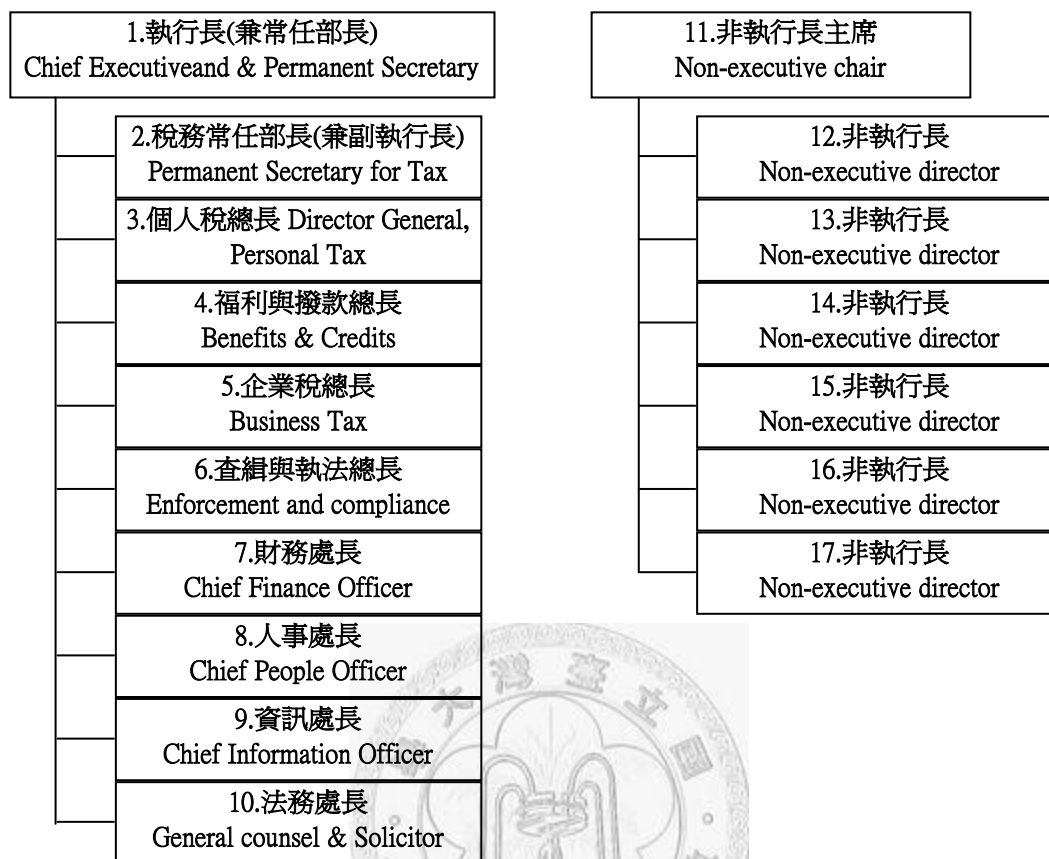 1.執行長(兼常任部長)
Chief Executiveand & Permanent Secretary
2.稅務常任部長(兼副執行長)
Permanent Secretary for Tax
3.個人稅總長 Director General,
Personal Tax
4.福利與撥款總長
Benefits & Credits
5.企業稅總長
Business Tax
6.查緝與執法總長
Enforcement and compliance
7.財務處長
Chief Finance Officer
8.人事處長
Chief People Officer
9.資訊處長
Chief Information Officer
10.法務處長
General counsel & Solicitor
11.非執行長主席
Non-executive chair
12.非執行長
Non-executive director
13.非執行長
Non-executive director
14.非執行長
Non-executive director
15.非執行長
Non-executive director
16.非執行長
Non-executive director
17.非執行長
Non-executive director
大灣臺立國